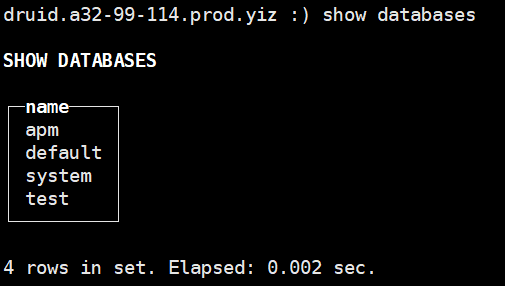 druid.a32-99-114.prod.yiz :) show databases
SHOW DATABASES
name
apm
default
system
test
4 rows in set. Elapsed: 0.002 sec.